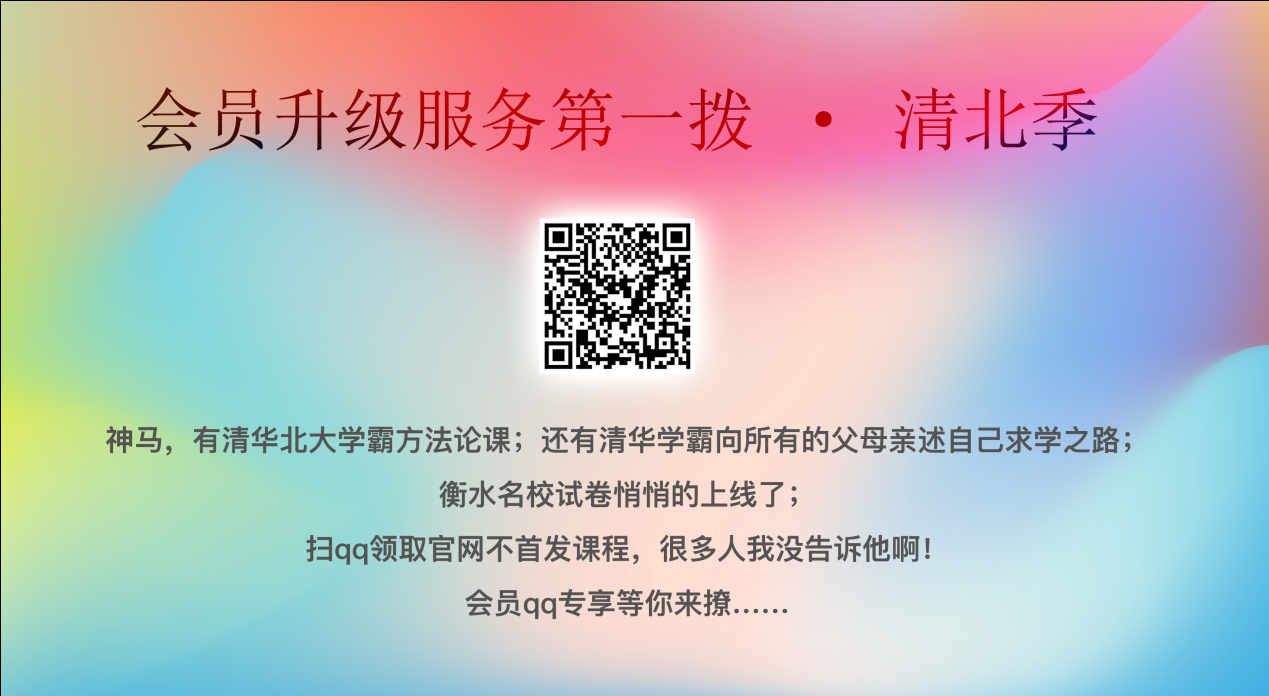 会员升级服务第一拨 · 清北季
神马，有清华北大学霸方法论课；还有清华学霸向所有的父母亲述自己求学之路；
衡水名校试卷悄悄的上线了；
扫qq领取官网不首发课程，很多人我没告诉他啊！
会员qq专享等你来撩……